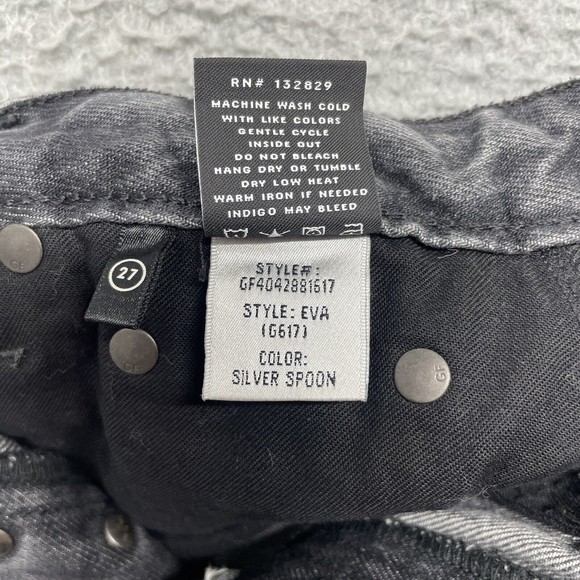 RN# 132829
MACHINE WASH COLD
WITH LIKE COLORS
GENTLE CYCLE
INSIDE OUT
DO NOT BLEACH
HANG DRY OR TUMBLE
DRY LOW HEAT
WARM IRON IF NEEDED
INDIGO MAY BLEED
27
STYLE#:
GF4042881617
STYLE: EVA
(G617)
COLOR:
SILVER SPOON
GF